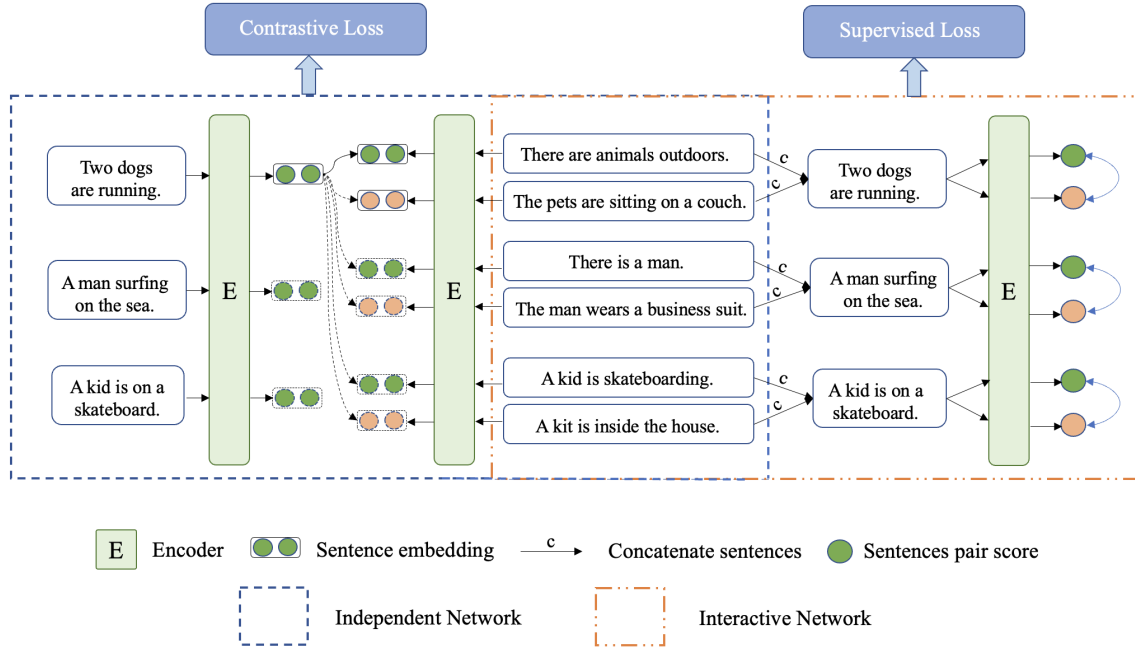 Contrastive Loss
Supervised Loss
Two dogs
are running.
A man surfing
on the sea.
A kid is on a
skateboard.
E
E
There are animals outdoors.
The pets are sitting on a couch.
There is a man.
The man wears a business suit.
A kid is skateboarding.
A kit is inside the house.
c
c
c
c
c
c
Two dogs
are running.
A man surfing
on the sea.
A kid is on a
skateboard.
E
E
Encoder
Sentence embedding
c
Concatenate sentences
Sentences pair score
Independent Network
Interactive Network